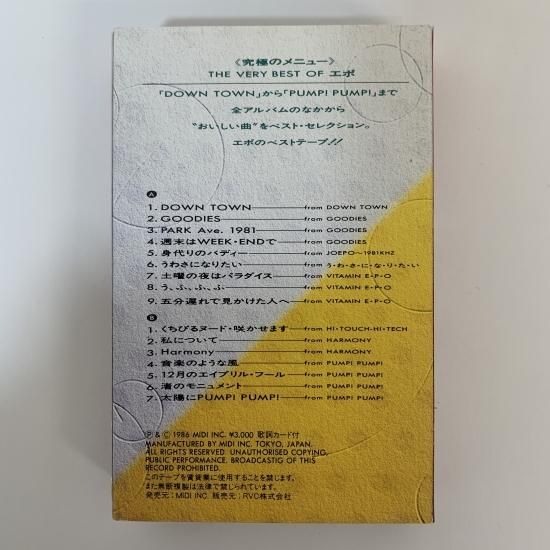 《究極のメニュー》
THE VERY BEST OF エポ
「DOWN TOWN」から「PUMP! PUMP!」まで
全アルバムのなかから
“おいしい曲”をベスト・セレクション。
エポのベストテープ!!
A
1. DOWN TOWN——from DOWN TOWN
2. GOODIES——from GOODIES
3. PARK Ave. 1981——from GOODIES
4. 週末はWEEK・ENDで——from GOODIES
5. 身代りのバディー——from JOEPO〜1981KHZ
6. うわさになりたい——from う・わ・さ・に・な・り・た・い
7. 土曜の夜はパラダイス——from VITAMIN E・P・O
8. う、ふ、ふ、ふ——from VITAMIN E・P・O
9. 五分遅れで見かけた人へ——from VITAMIN E・P・O
B
1. くちびるヌード・咲かせます——from HI・TOUCH-HI・TECH
2. 私について——from HARMONY
3. Harmony——from HARMONY
4. 音楽のような風——from PUMP! PUMP!
5. 12月のエイプリル・フール——from PUMP! PUMP!
6. 渚のモニュメント——from PUMP! PUMP!
7. 太陽にPUMP! PUMP!——from PUMP! PUMP!
Ⓟ & © 1986 MIDI INC. ¥3,000 歌詞カード付
MANUFACTURED BY MIDI INC. TOKYO, JAPAN.
ALL RIGHTS RESERVED. UNAUTHORISED COPYING,
PUBLIC PERFORMANCE, BROADCASTIG OF THIS
RECORD PROHIBITED.
このテープを賃貸業に使用することを禁じます。
また無断複製は法律で禁じられています。
発売元：MIDI INC. 販売元：RVC株式会社